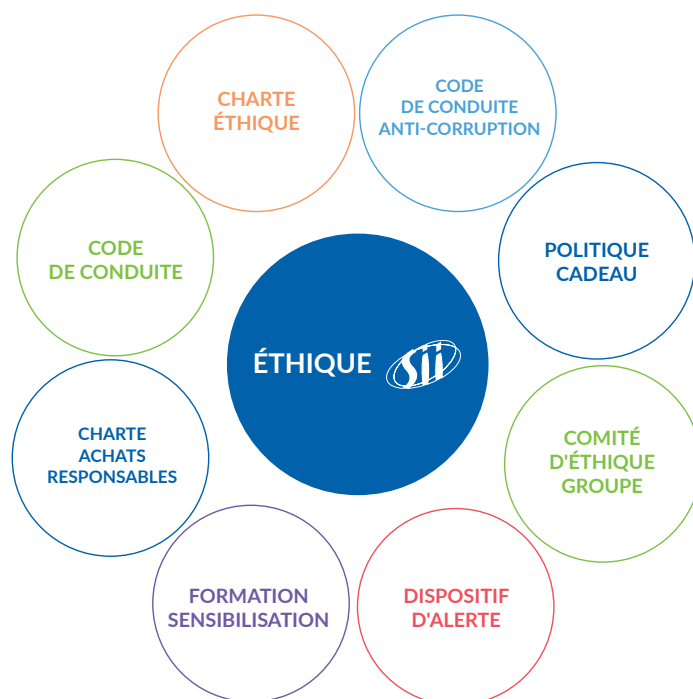 CHARTE
ÉTHIQUE
CODE
DE CONDUITE
ANTI-CORRUPTION
CODE
DE CONDUITE
POLITIQUE
CADEAU
ÉTHIQUE sii
CHARTE
ACHATS
RESPONSABLES
COMITÉ
D'ÉTHIQUE
GROUPE
FORMATION
SENSIBILISATION
DISPOSITIF
D'ALERTE